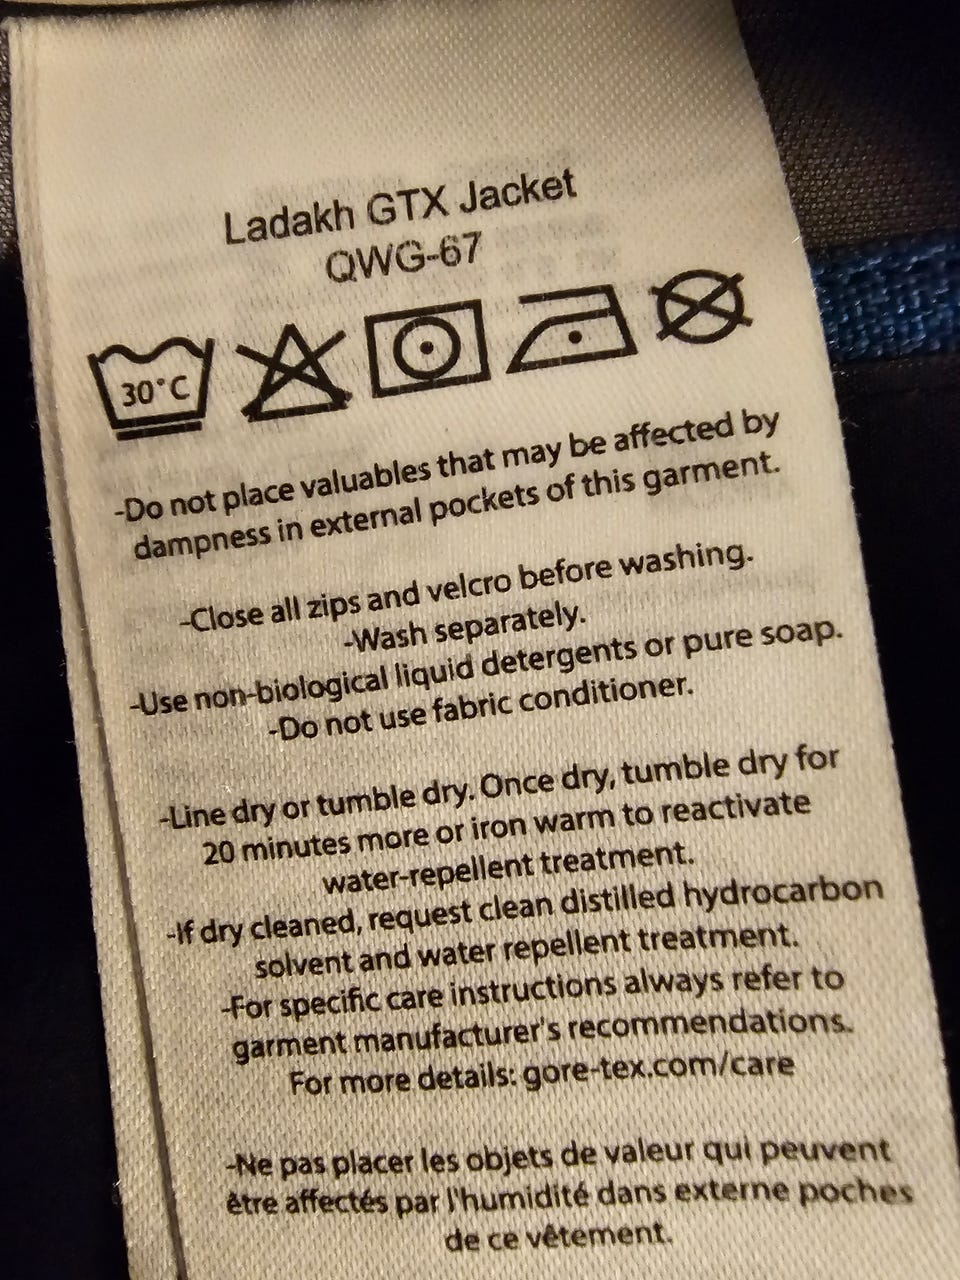 Ladakh GTX Jacket
QWG-67
30°C
-Do not place valuables that may be affected by
dampness in external pockets of this garment.
-Close all zips and velcro before washing.
-Wash separately.
-Use non-biological liquid detergents or pure soap.
-Do not use fabric conditioner.
-Line dry or tumble dry. Once dry, tumble dry for
20 minutes more or iron warm to reactivate
water-repellent treatment.
-If dry cleaned, request clean distilled hydrocarbon
solvent and water repellent treatment.
-For specific care instructions always refer to
garment manufacturer's recommendations.
For more details: gore-tex.com/care
-Ne pas placer les objets de valeur qui peuvent
être affectés par l'humidité dans externe poches
de ce vêtement.